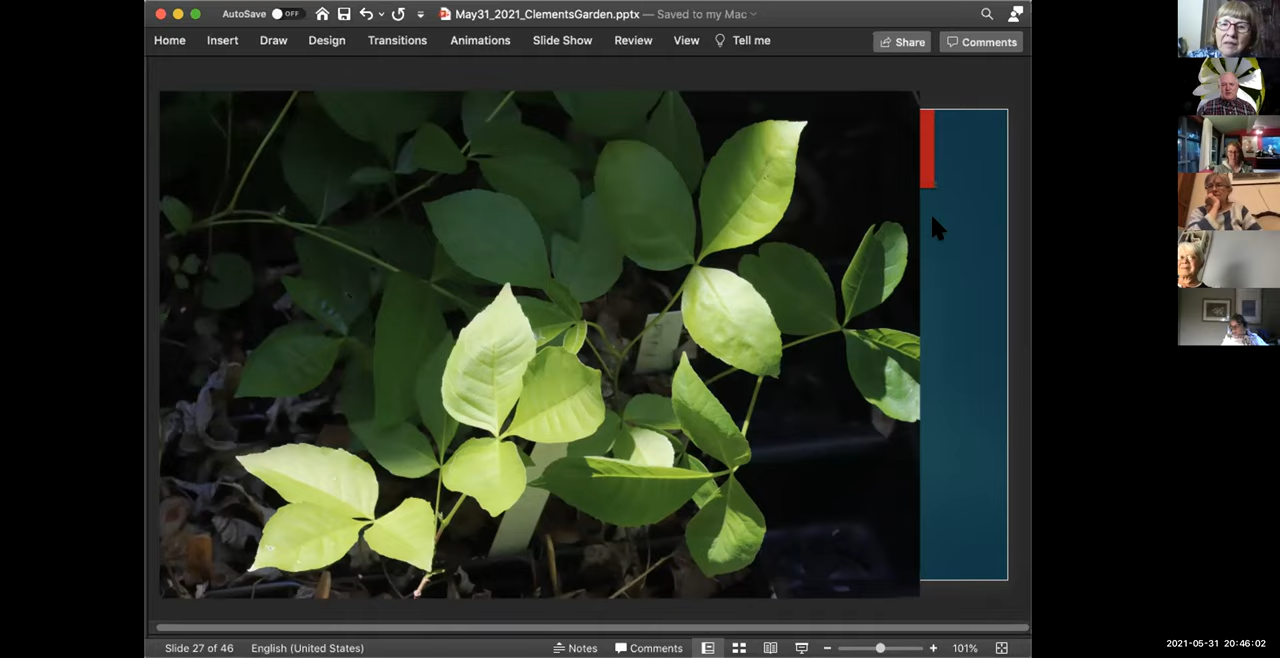 AutoSave OFF May31_2021_ClementsGarden.pptx — Saved to my Mac
Home Insert Draw Design Transitions Animations Slide Show Review View Tell me Share Comments
Slide 27 of 46 English (United States) Notes Comments 101%
2021-05-31 20:46:02